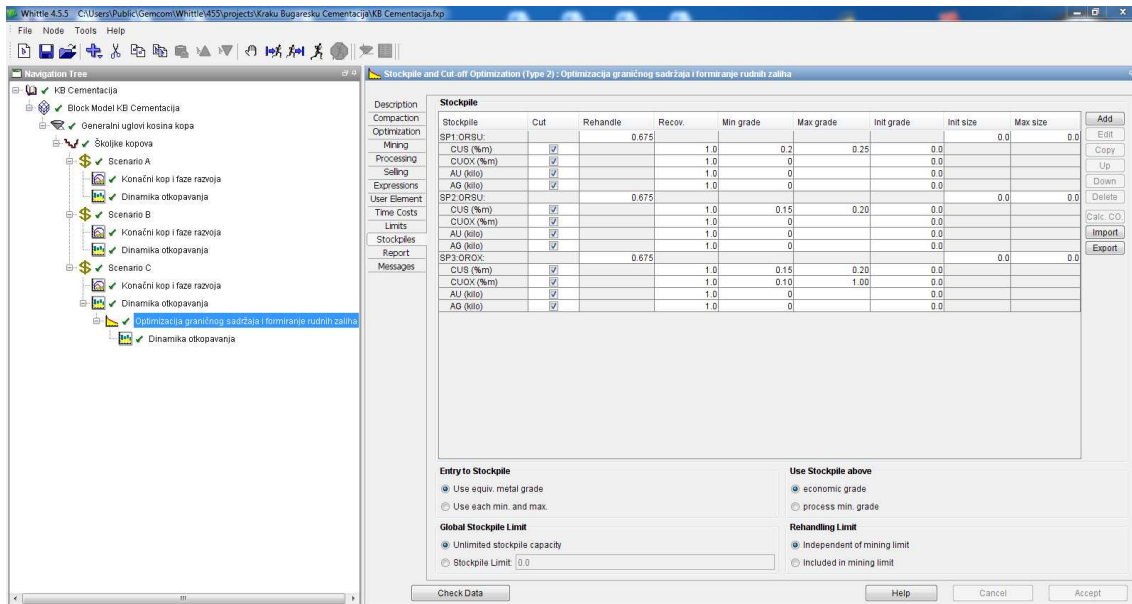 Whittle 4.5.5 C:\Users\Public\Gemcom\Whittle\455\projects\Kraku Bugaresku Cementacija\KB Cementacija.fxp
File Node Tools Help
Navigation Tree
KB Cementacija
Block Model KB Cementacija
Generalni uglovi kosina kopa
Školjke kopova
Scenario A
Konačni kop i faze razvoja
Dinamika otkopavanja
Scenario B
Konačni kop i faze razvoja
Dinamika otkopavanja
Scenario C
Konačni kop i faze razvoja
Dinamika otkopavanja
Optimizacija graničnog sadržaja i formiranje rudnih zaliha
Dinamika otkopavanja
Stockpile and Cut-off Optimization (Type 2) : Optimizacija graničnog sadržaja i formiranje rudnih zaliha
Description
Compaction
Optimization
Mining
Processing
Selling
Expressions
User Element
Time Costs
Limits
Stockpiles
Report
Messages
Stockpile
Stockpile Cut Rehandle Recov. Min grade Max grade Init grade Init size Max size
SP1:ORSU: 0.675 0.0 0.0
CUS (%m) 1.0 0.2 0.25 0.0
CUOX (%m) 1.0 0 0.0
AU (kilo) 1.0 0 0.0
AG (kilo) 1.0 0 0.0
SP2:ORSU: 0.675 0.0 0.0
CUS (%m) 1.0 0.15 0.20 0.0
CUOX (%m) 1.0 0 0.0
AU (kilo) 1.0 0 0.0
AG (kilo) 1.0 0 0.0
SP3:OROX: 0.675 0.0 0.0
CUS (%m) 1.0 0.15 0.20 0.0
CUOX (%m) 1.0 0.10 1.00 0.0
AU (kilo) 1.0 0 0.0
AG (kilo) 1.0 0 0.0
Add
Edit
Copy
Up
Down
Delete
Calc. CO
Import
Export
Entry to Stockpile
Use equiv. metal grade
Use each min. and max.
Use Stockpile above
economic grade
process min. grade
Global Stockpile Limit
Unlimited stockpile capacity
Stockpile Limit: 0.0
Rehandling Limit
Independent of mining limit
Included in mining limit
Check Data Help Cancel Accept